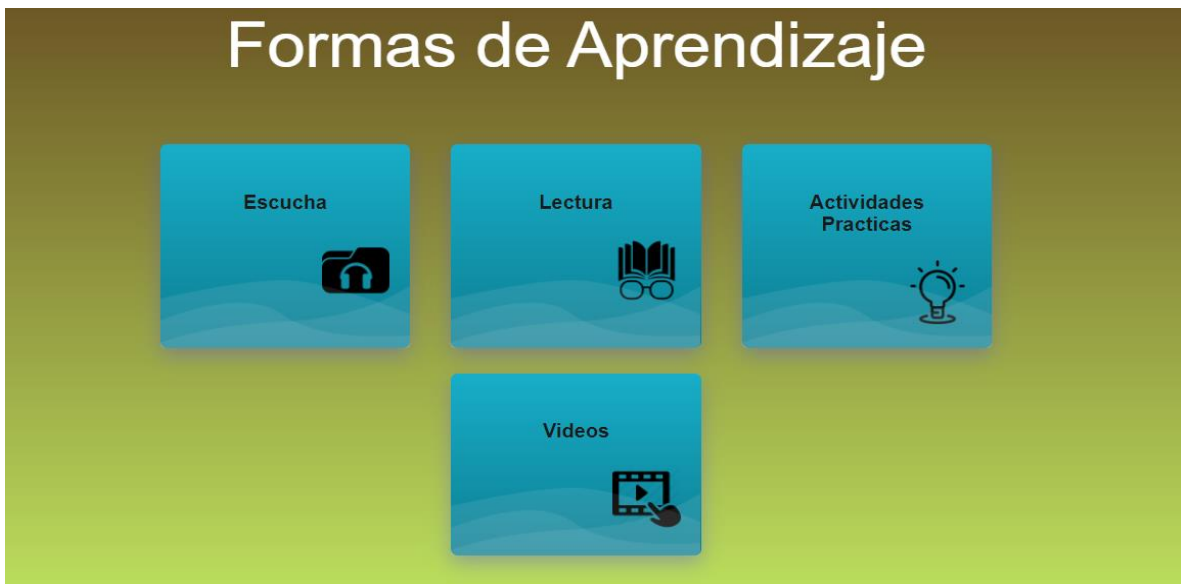 Formas de Aprendizaje
Escucha
Lectura
Actividades
Practicas
Videos